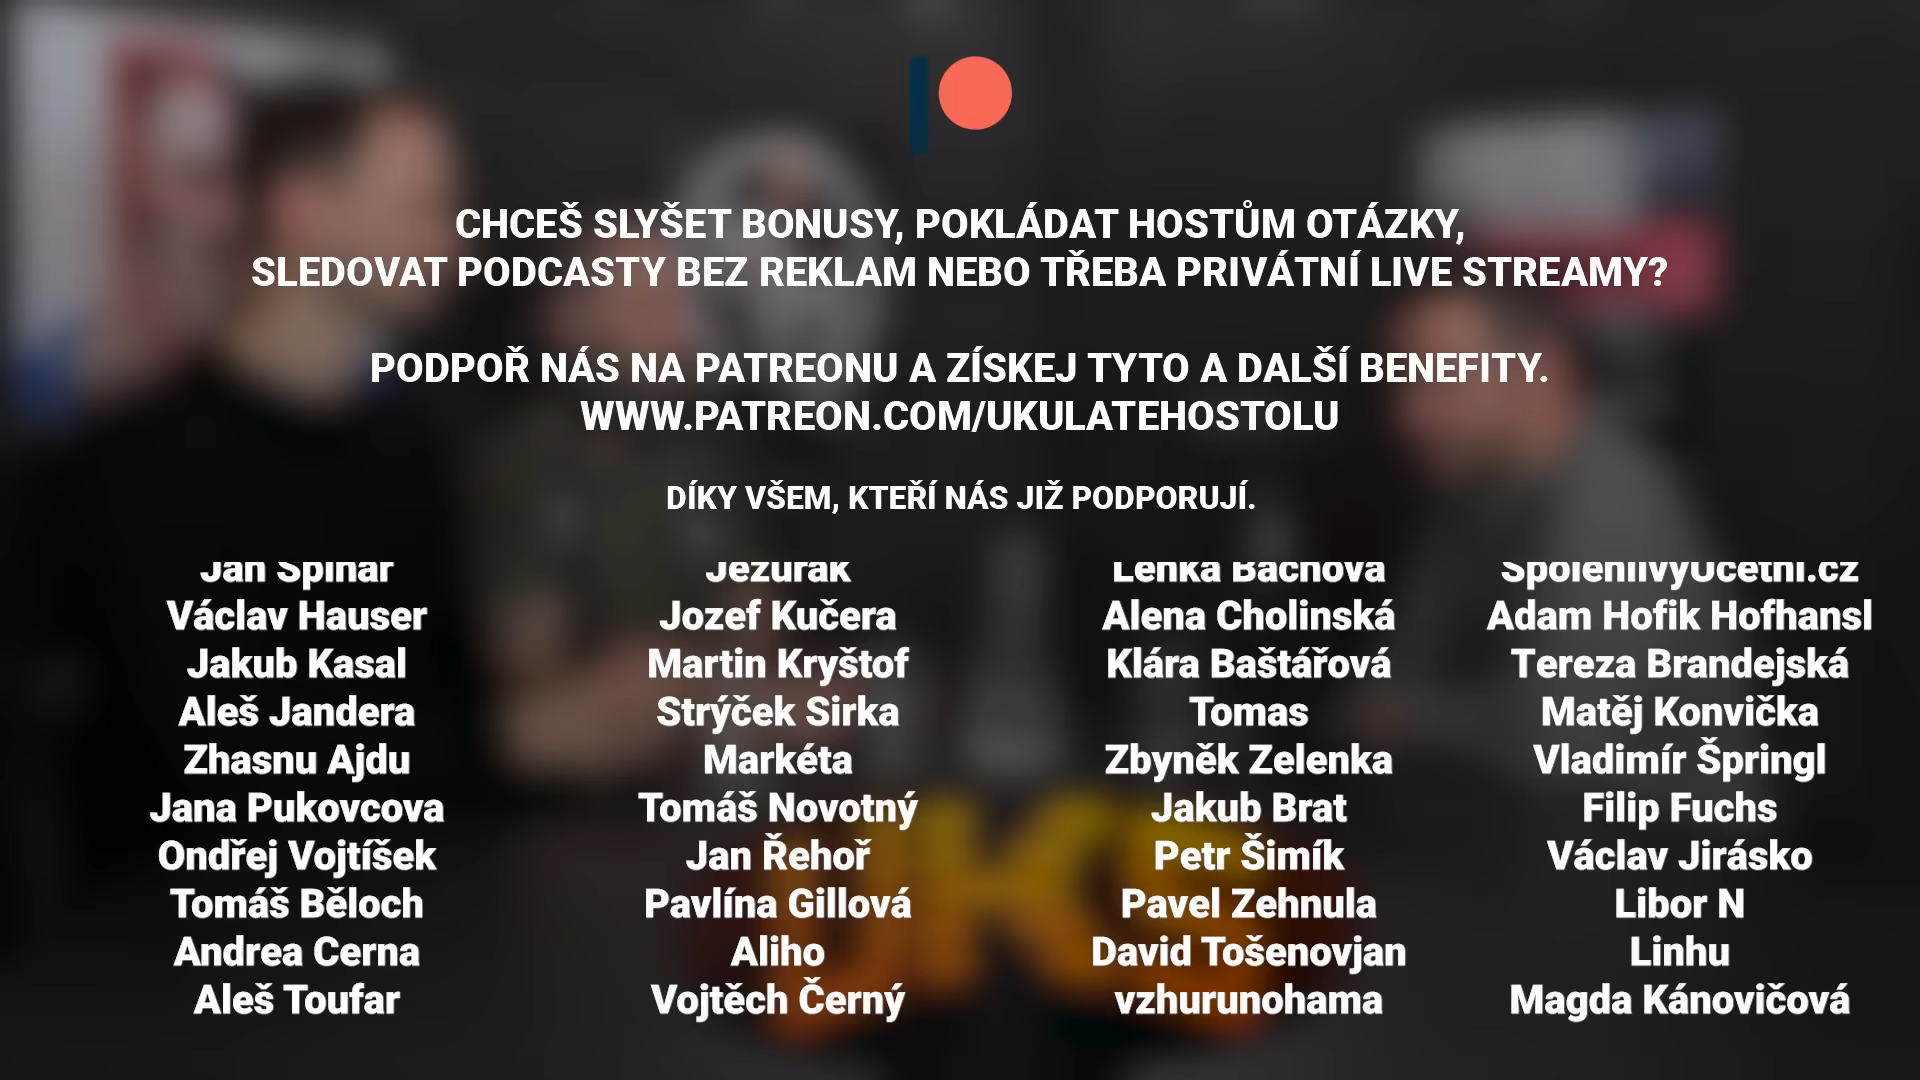 CHCEŠ SLYŠET BONUSY, POKLÁDAT HOSTŮM OTÁZKY,
SLEDOVAT PODCASTY BEZ REKLAM NEBO TŘEBA PRIVÁTNÍ LIVE STREAMY?
PODPOŘ NÁS NA PATREONU A ZÍSKEJ TYTO A DALŠÍ BENEFITY.
WWW.PATREON.COM/UKULATEHOSTOLU
DÍKY VŠEM, KTEŘÍ NÁS JIŽ PODPORUJÍ.
Václav Hauser
Jakub Kasal
Aleš Jandera
Zhasnu Ajdu
Jana Pukovcova
Ondřej Vojtíšek
Tomáš Běloch
Andrea Cerna
Aleš Toufar
Jozef Kučera
Martin Kryštof
Strýček Sirka
Markéta
Tomáš Novotný
Jan Řehoř
Pavlína Gillová
Aliho
Vojtěch Černý
Alena Cholinská
Klára Baštářová
Tomas
Zbyněk Zelenka
Jakub Brat
Petr Šimík
Pavel Zehnula
David Tošenovjan
vzhurunohama
Adam Hofik Hofhansl
Tereza Brandejská
Matěj Konvička
Vladimír Špringl
Filip Fuchs
Václav Jirásko
Libor N
Linhu
Magda Kánovičová